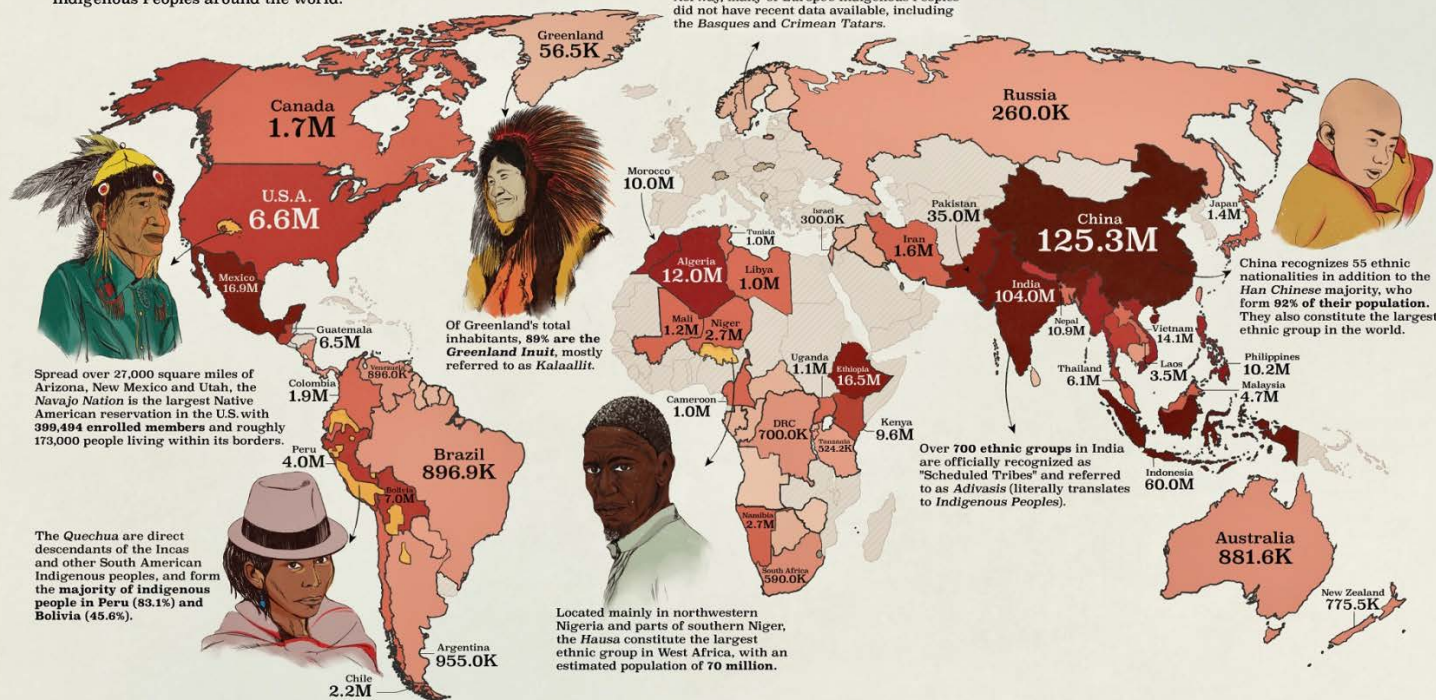 Indigenous Peoples around the world.
did not have recent data available, including
the Basques and Crimean Tatars.
Greenland
56.5K
Canada
1.7M
U.S.A.
6.6M
Mexico
16.9M
Guatemala
6.5M
Russia
260.0K
Morocco
10.0M
Tunisia
1.0M
Israel
300.0K
Algeria
12.0M
Libya
1.0M
Mali
1.2M
Niger
2.7M
Iran
1.6M
Pakistan
35.0M
China
125.3M
Japan
1.4M
India
104.0M
Nepal
10.9M
Vietnam
14.1M
Thailand
6.1M
Laos
3.5M
Philippines
10.2M
Malaysia
4.7M
Indonesia
60.0M
China recognizes 55 ethnic
nationalities in addition to the
Han Chinese majority, who
form 92% of their population.
They also constitute the largest
ethnic group in the world.
Of Greenland's total
inhabitants, 89% are the
Greenland Inuit, mostly
referred to as Kalaallit.
Spread over 27,000 square miles of
Arizona, New Mexico and Utah, the
Navajo Nation is the largest Native
American reservation in the U.S. with
399,494 enrolled members and roughly
173,000 people living within its borders.
Venezuela
896.0K
Colombia
1.9M
Peru
4.0M
Brazil
896.9K
Bolivia
7.0M
Argentina
955.0K
Chile
2.2M
Uganda
1.1M
Ethiopia
16.5M
Cameroon
1.0M
DRC
700.0K
Kenya
9.6M
Tanzania
524.2K
Namibia
2.7M
South Africa
590.0K
Over 700 ethnic groups in India
are officially recognized as
"Scheduled Tribes" and referred
to as Adivasis (literally translates
to Indigenous Peoples).
The Quechua are direct
descendants of the Incas
and other South American
Indigenous peoples, and form
the majority of indigenous
people in Peru (83.1%) and
Bolivia (45.6%).
Located mainly in northwestern
Nigeria and parts of southern Niger,
the Hausa constitute the largest
ethnic group in West Africa, with an
estimated population of 70 million.
Australia
881.6K
New Zealand
775.5K